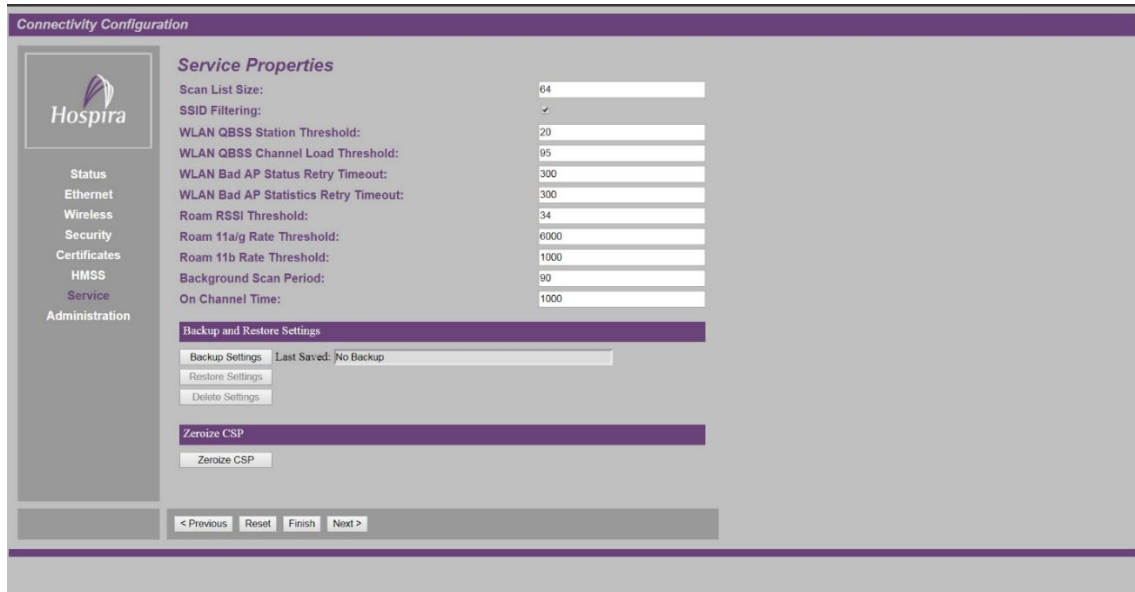 Connectivity Configuration
Hospira
Status
Ethernet
Wireless
Security
Certificates
HMSS
Service
Administration
Service Properties
Scan List Size: 64
SSID Filtering:
WLAN QBSS Station Threshold: 20
WLAN QBSS Channel Load Threshold: 95
WLAN Bad AP Status Retry Timeout: 300
WLAN Bad AP Statistics Retry Timeout: 300
Roam RSSI Threshold: 34
Roam 11a/g Rate Threshold: 6000
Roam 11b Rate Threshold: 1000
Background Scan Period: 90
On Channel Time: 1000
Backup and Restore Settings
Backup Settings Last Saved: No Backup
Restore Settings
Delete Settings
Zeroize CSP
Zeroize CSP
< Previous Reset Finish Next >